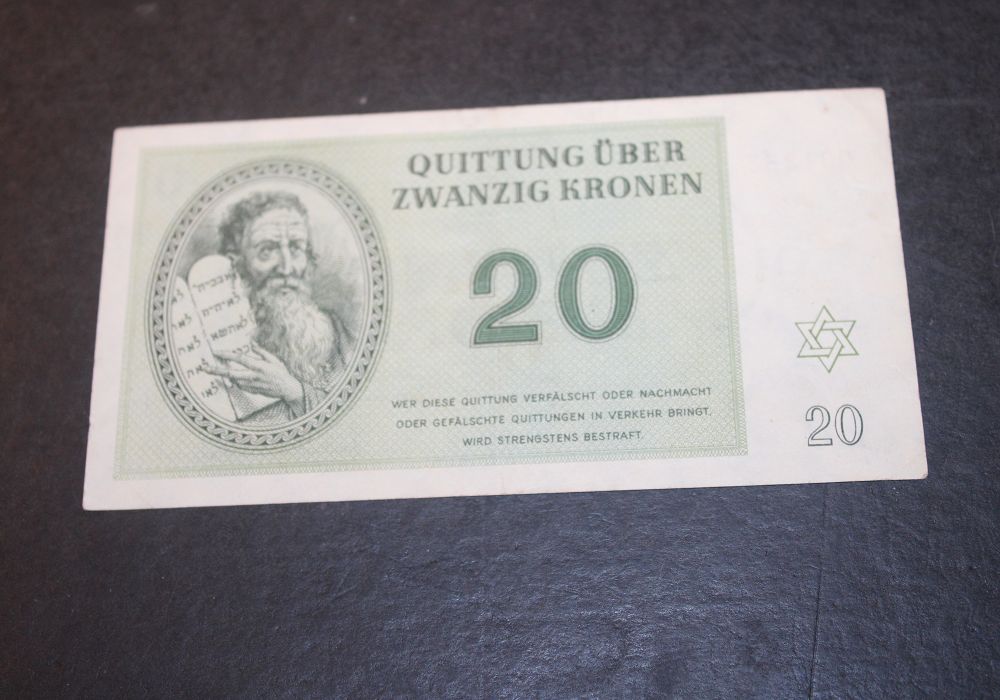 QUITTUNG ÜBER
ZWANZIG KRONEN
20
WER DIESE QUITTUNG VERFÄLSCHT ODER NACHMACHT
ODER GEFÄLSCHTE QUITTUNGEN IN VERKEHR BRINGT,
WIRD STRENGSTENS BESTRAFT.
20